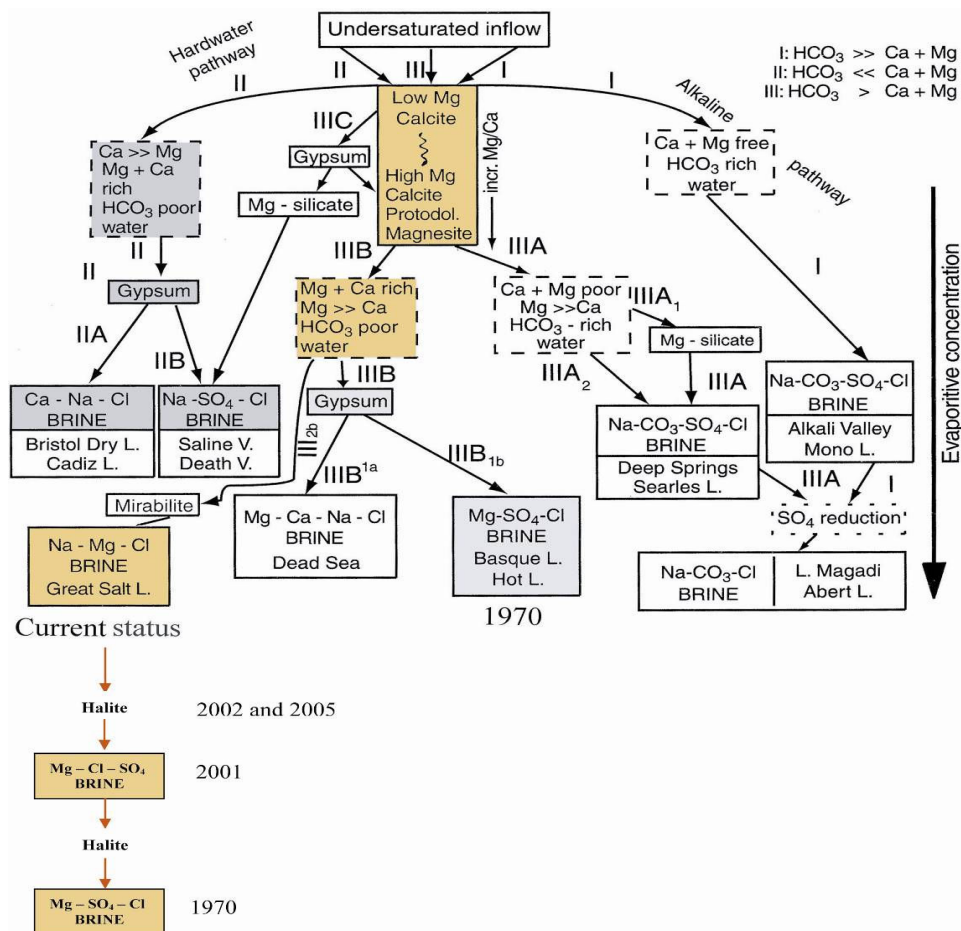 Undersaturated inflow
I: HCO₃ >> Ca + Mg
II: HCO₃ << Ca + Mg
III: HCO₃ > Ca + Mg
Hardwater
pathway
II
II
III
I
I
Alkaline
pathway
Low Mg
Calcite
High Mg
Calcite
Protodol.
Magnesite
IIIC
Gypsum
Mg - silicate
incr. Mg/Ca
Ca >> Mg
Mg + Ca
rich
HCO₃ poor
water
Ca + Mg free
HCO₃ rich
water
II
II
Gypsum
IIA
IIB
IIIB
Mg + Ca rich
Mg >> Ca
HCO₃ poor
water
IIIA
Ca + Mg poor
Mg >>Ca
HCO₃ - rich
water
IIIA₁
Mg - silicate
IIIA₂
IIIA
I
Evaporitive concentration
IIIB
Gypsum
III2b
IIIB1a
IIIB1b
Ca - Na - Cl
BRINE
Bristol Dry L.
Cadiz L.
Na -SO₄ - Cl
BRINE
Saline V.
Death V.
Na-CO₃-SO₄-Cl
BRINE
Deep Springs
Searles L.
Na-CO₃-SO₄-Cl
BRINE
Alkali Valley
Mono L.
Mirabilite
Na - Mg - Cl
BRINE
Great Salt L.
Mg - Ca - Na - Cl
BRINE
Dead Sea
Mg-SO₄-Cl
BRINE
Basque L.
Hot L.
1970
IIIA
I
SO₄ reduction
Na-CO₃-Cl
BRINE
L. Magadi
Abert L.
Current status
Halite
2002 and 2005
Mg – Cl – SO₄
BRINE
2001
Halite
Mg – SO₄ – Cl
BRINE
1970